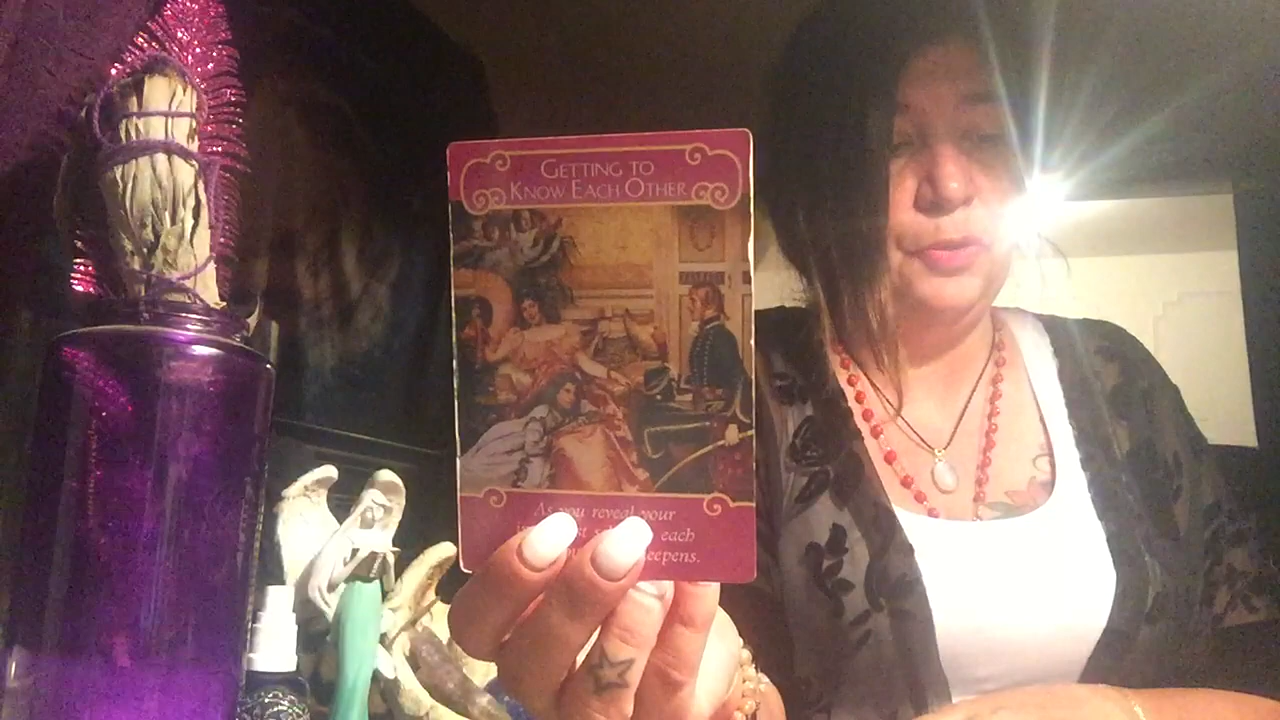 GETTING TO
KNOW EACH OTHER
As you reveal your
each
deepens.